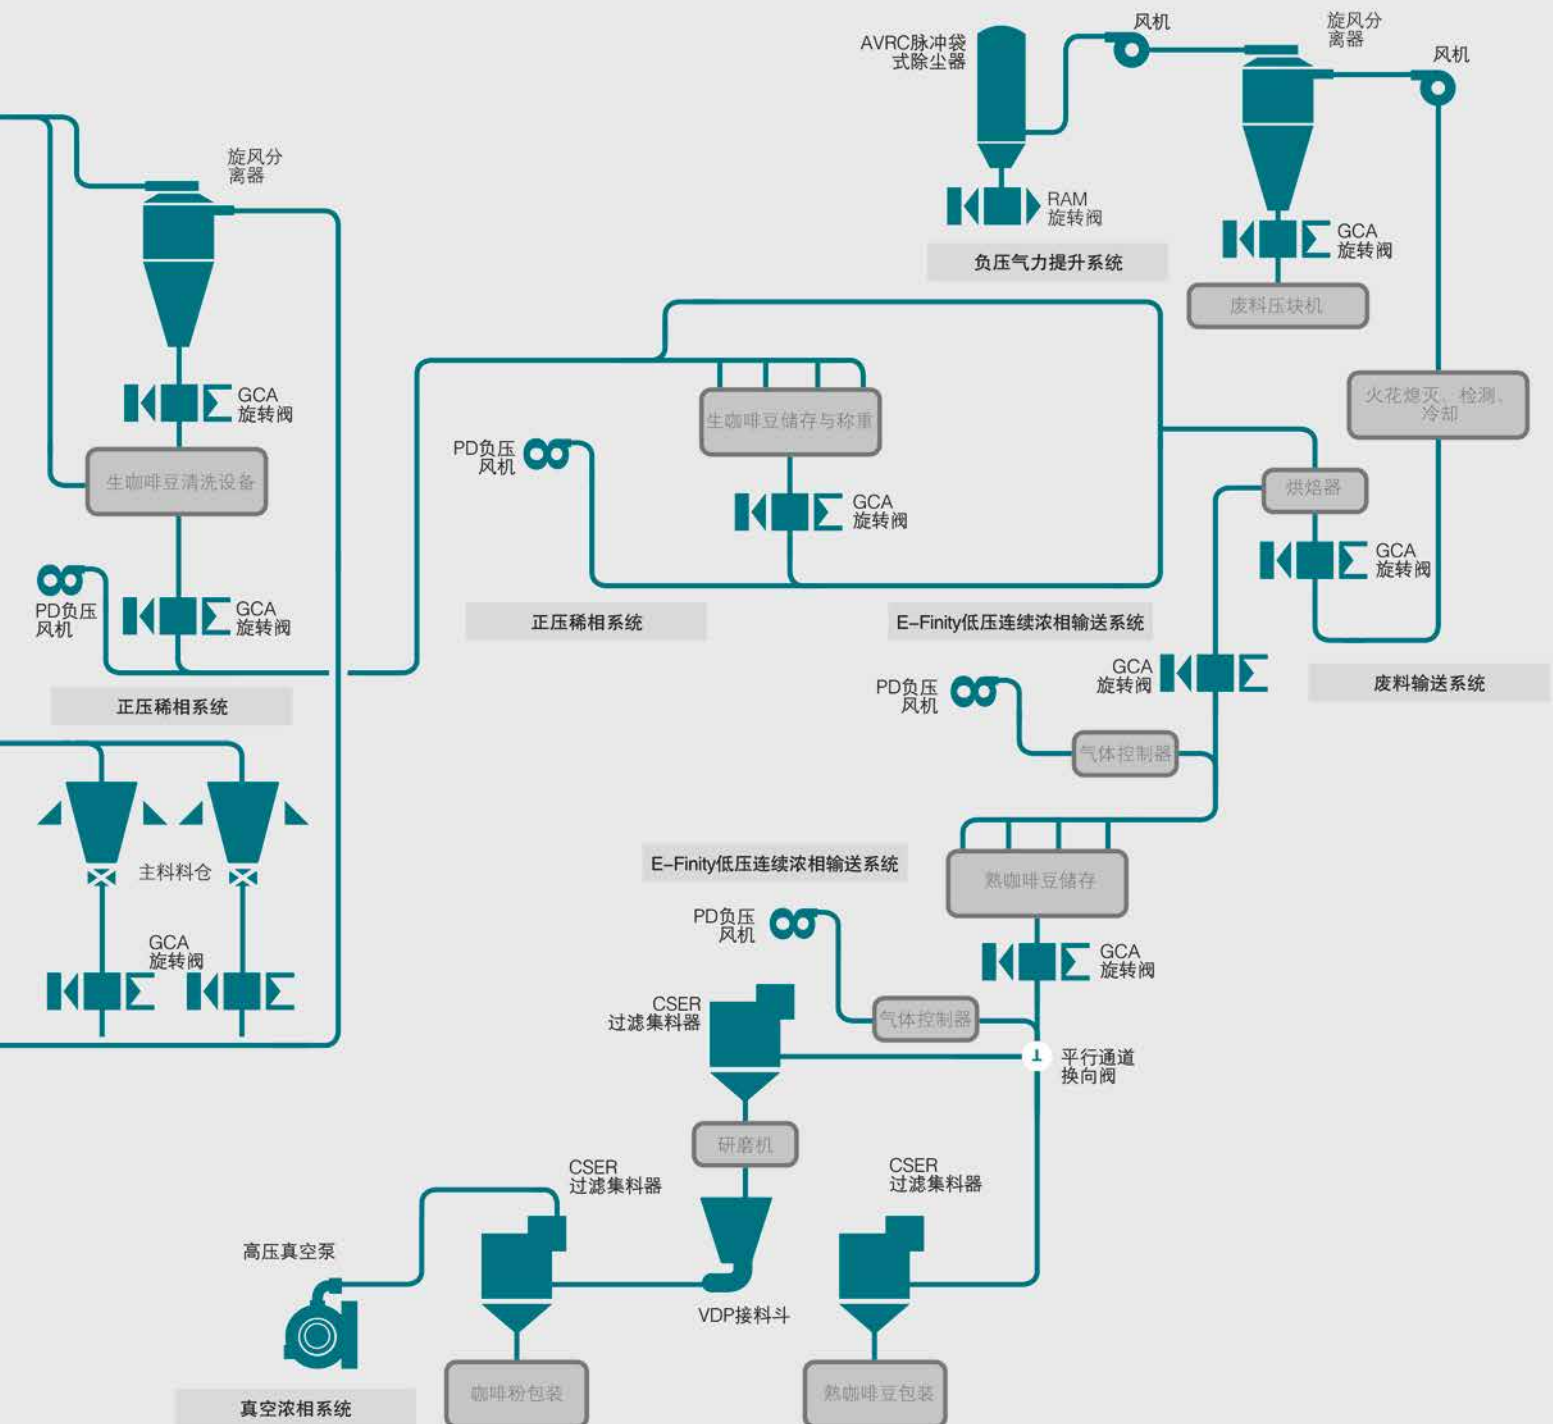 AVRC脉冲袋
式除尘器
风机
旋风分
离器
风机
旋风分
离器
RAM
旋转阀
GCA
旋转阀
负压气力提升系统
废料压块机
GCA
旋转阀
火花熄灭、检测、
冷却
生咖啡豆储存与称重
PD负压
风机
生咖啡豆清洗设备
烘焙器
GCA
旋转阀
GCA
旋转阀
PD负压
风机
GCA
旋转阀
正压稀相系统
E-Finity低压连续浓相输送系统
GCA
旋转阀
废料输送系统
PD负压
风机
正压稀相系统
气体控制器
主料料仓
E-Finity低压连续浓相输送系统
熟咖啡豆储存
PD负压
风机
GCA
旋转阀
GCA
旋转阀
CSER
过滤集料器
气体控制器
平行通道
换向阀
研磨机
CSER
过滤集料器
CSER
过滤集料器
高压真空泵
VDP接料斗
咖啡粉包装
熟咖啡豆包装
真空浓相系统